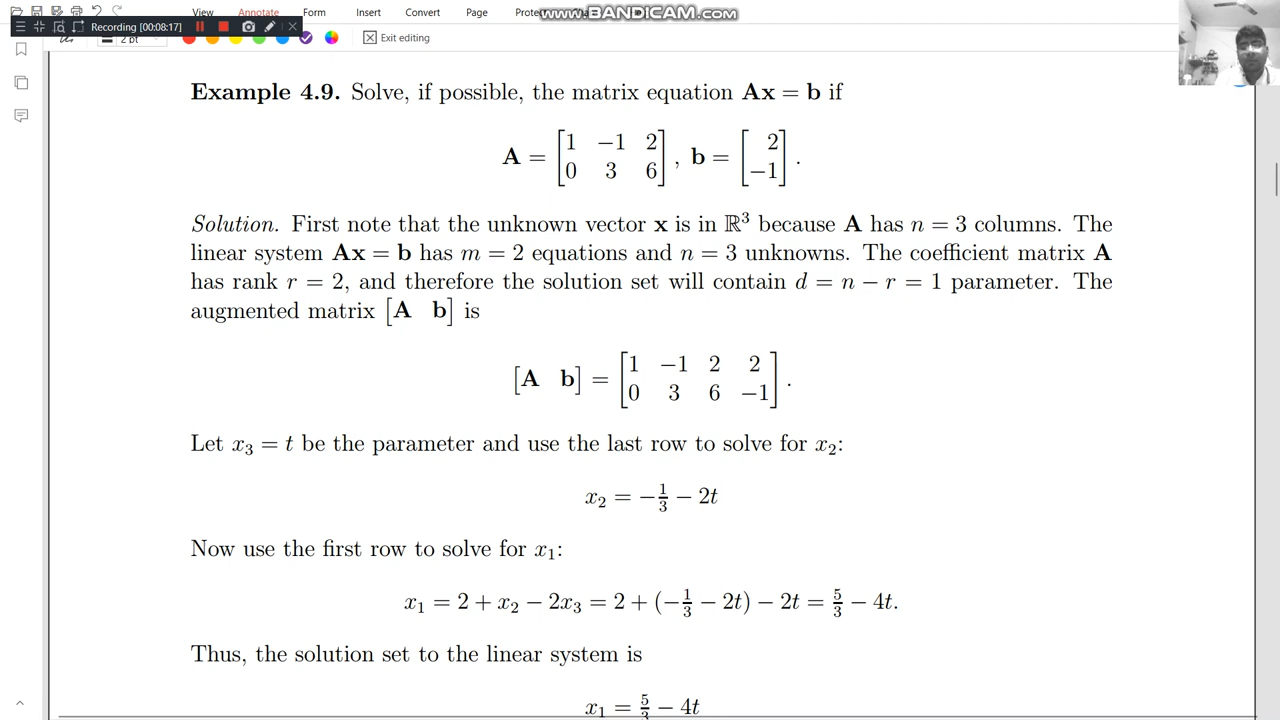 View Annotate Form Insert Convert Page
www.BANDICAM.com
Recording [00:08:17]
2 pt
Exit editing
Example 4.9. Solve, if possible, the matrix equation Ax = b if
A = [1 −1 2
0 3 6], b = [2
−1].
Solution. First note that the unknown vector x is in ℝ³ because A has n = 3 columns. The
linear system Ax = b has m = 2 equations and n = 3 unknowns. The coefficient matrix A
has rank r = 2, and therefore the solution set will contain d = n − r = 1 parameter. The
augmented matrix [A b] is
[A b] = [1 −1 2 2
0 3 6 −1].
Let x₃ = t be the parameter and use the last row to solve for x₂:
x₂ = −1/3 − 2t
Now use the first row to solve for x₁:
x₁ = 2 + x₂ − 2x₃ = 2 + (−1/3 − 2t) − 2t = 5/3 − 4t.
Thus, the solution set to the linear system is
x₁ = 5/3 − 4t